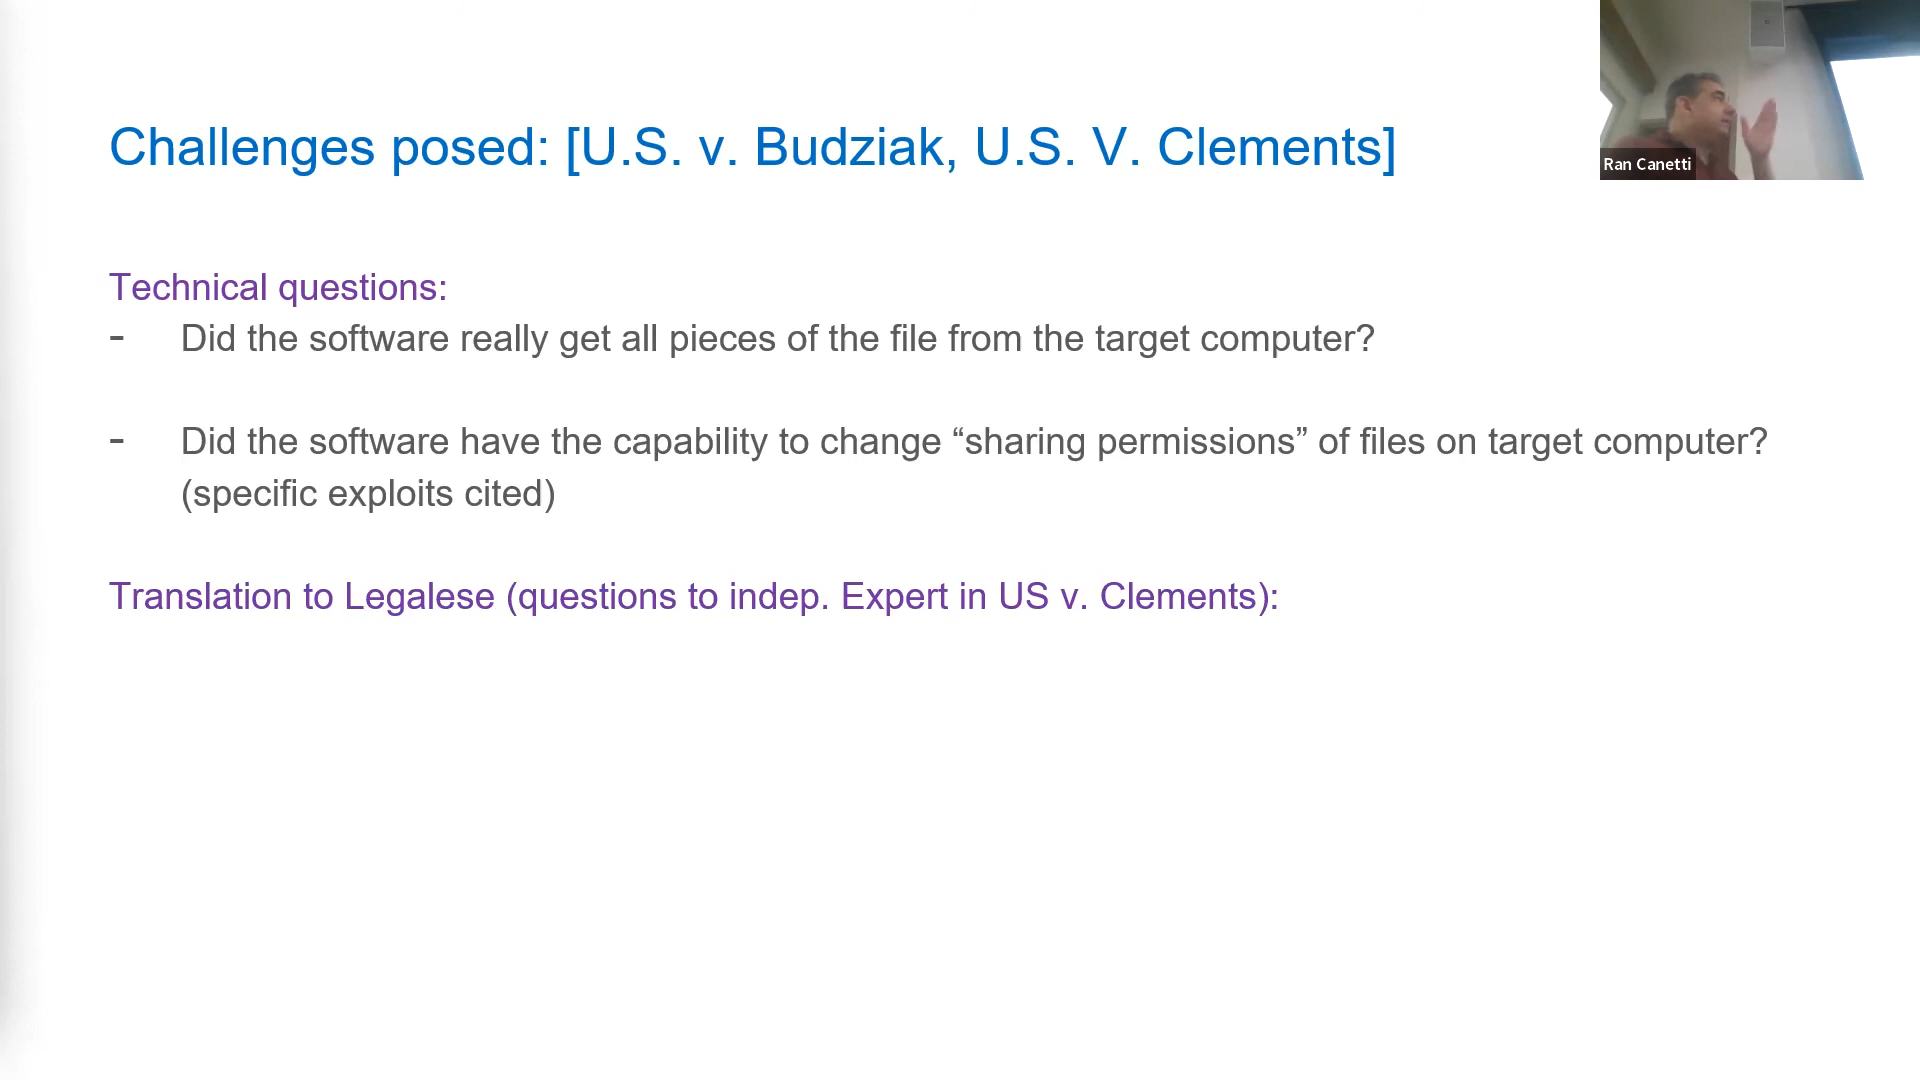 Challenges posed: [U.S. v. Budziak, U.S. V. Clements]
Ran Canetti
Technical questions:
- Did the software really get all pieces of the file from the target computer?
- Did the software have the capability to change “sharing permissions” of files on target computer?
(specific exploits cited)
Translation to Legalese (questions to indep. Expert in US v. Clements):